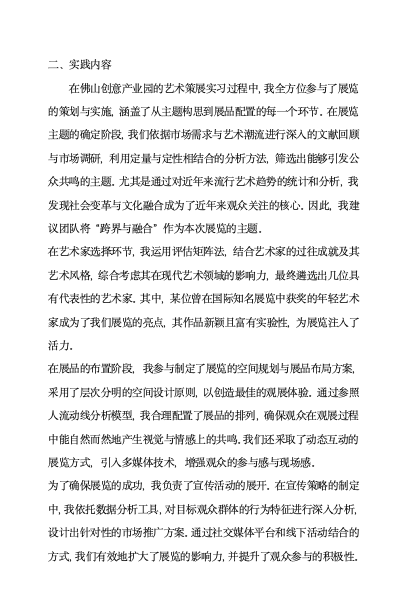 二、实践内容
在佛山创意产业园的艺术策展实习过程中,我全方位参与了展览
的策划与实施,涵盖了从主题构思到展品配置的每一个环节。在展览
主题的确定阶段,我们依据市场需求与艺术潮流进行深入的文献回顾
与市场调研,利用定量与定性相结合的分析方法,筛选出能够引发公
众共鸣的主题。尤其是通过对近年来流行艺术趋势的统计和分析,我
发现社会变革与文化融合成为了近年来观众关注的核心。因此,我建
议团队将“跨界与融合”作为本次展览的主题。
在艺术家选择环节,我运用评估矩阵法,结合艺术家的过往成就及其
艺术风格,综合考虑其在现代艺术领域的影响力,最终遴选出几位具
有代表性的艺术家。其中,某位曾在国际知名展览中获奖的年轻艺术
家成为了我们展览的亮点,其作品新颖且富有实验性,为展览注入了
活力。
在展品的布置阶段,我参与制定了展览的空间规划与展品布局方案,
采用了层次分明的空间设计原则,以创造最佳的观展体验。通过参照
人流动线分析模型,我合理配置了展品的排列,确保观众在观展过程
中能自然而然地产生视觉与情感上的共鸣。我们还采取了动态互动的
展览方式,引入多媒体技术,增强观众的参与感与现场感。
为了确保展览的成功,我负责了宣传活动的展开。在宣传策略的制定
中,我依托数据分析工具,对目标观众群体的行为特征进行深入分析,
设计出针对性的市场推广方案。通过社交媒体平台和线下活动结合的
方式,我们有效地扩大了展览的影响力,并提升了观众参与的积极性。